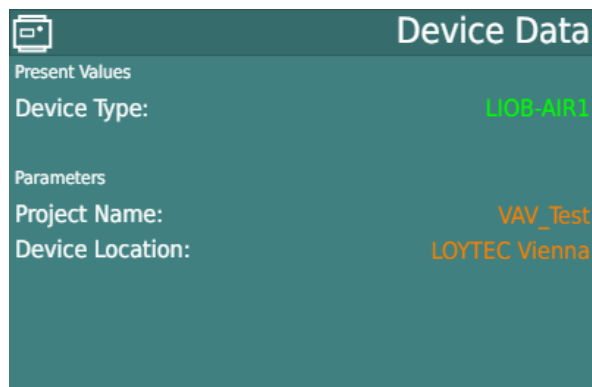 Device Data
Present Values
Device Type: LIOB-AIR1
Parameters
Project Name: VAV_Test
Device Location: LOYTEC Vienna